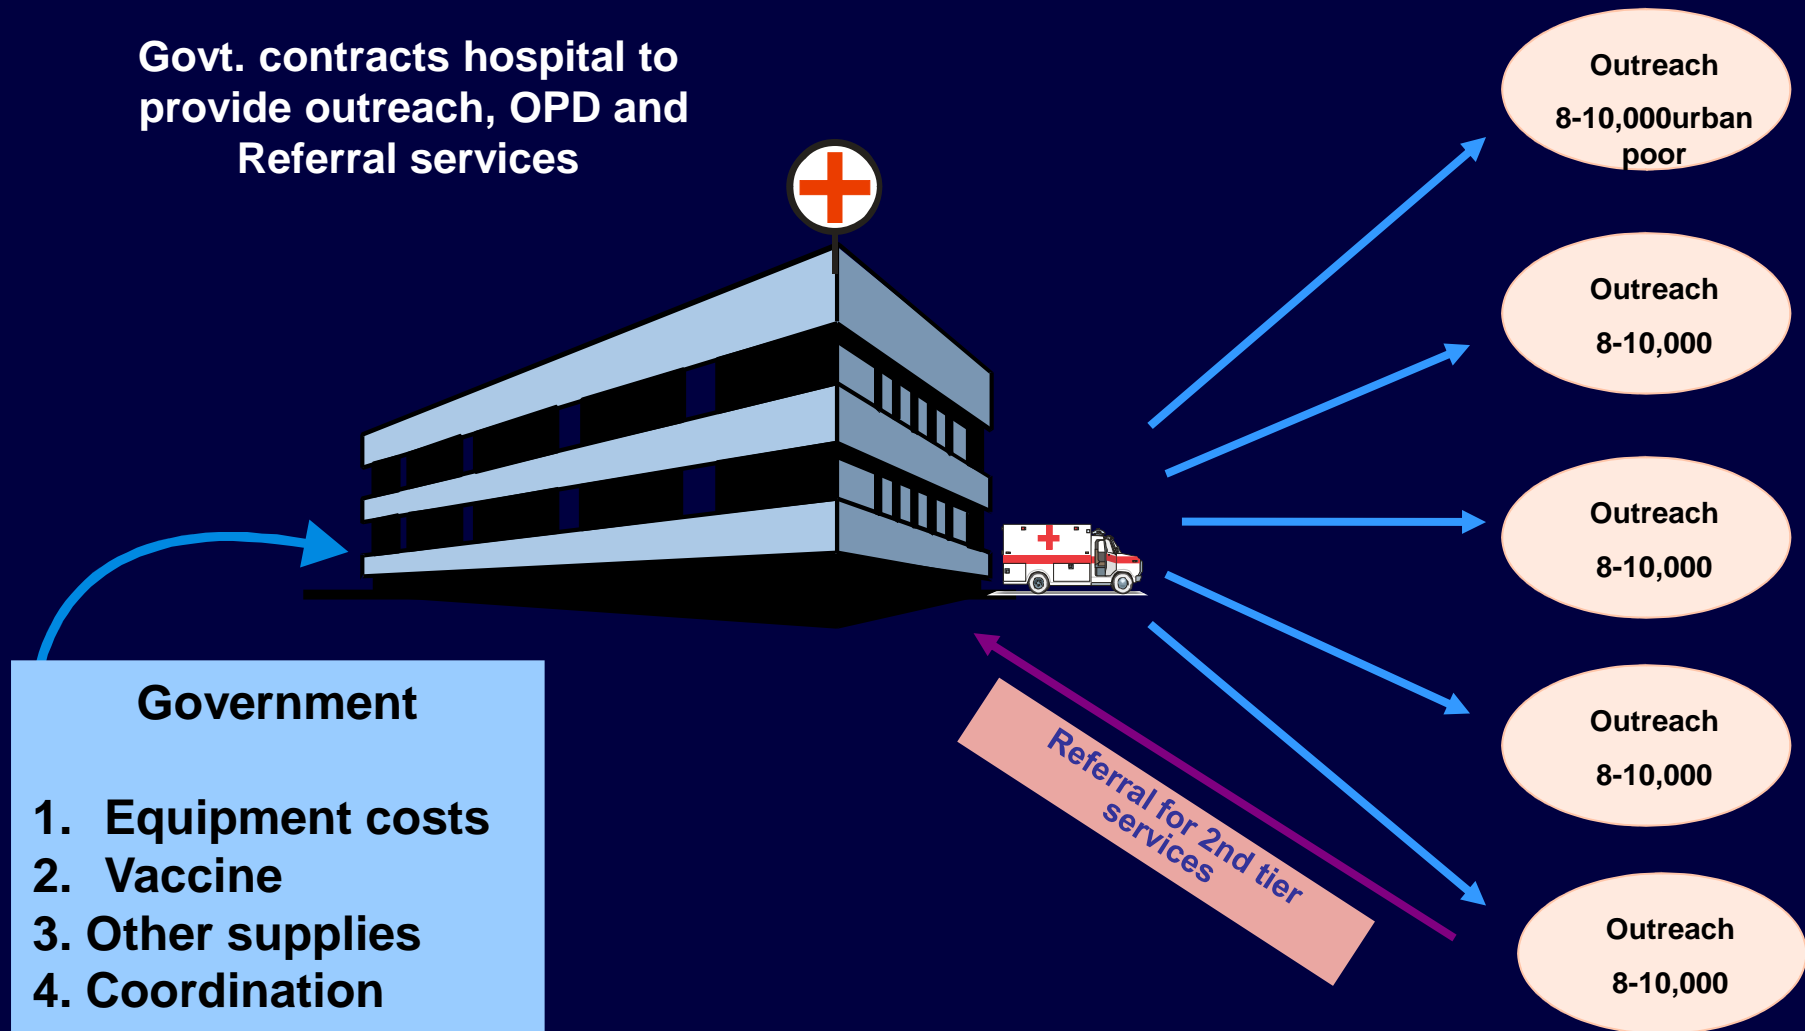 Govt. contracts hospital to
provide outreach, OPD and
Referral services
Outreach
8-10,000urban
poor
Outreach
8-10,000
Outreach
8-10,000
Outreach
8-10,000
Outreach
8-10,000
Referral for 2nd tier
services
Government
1. Equipment costs
2. Vaccine
3. Other supplies
4. Coordination